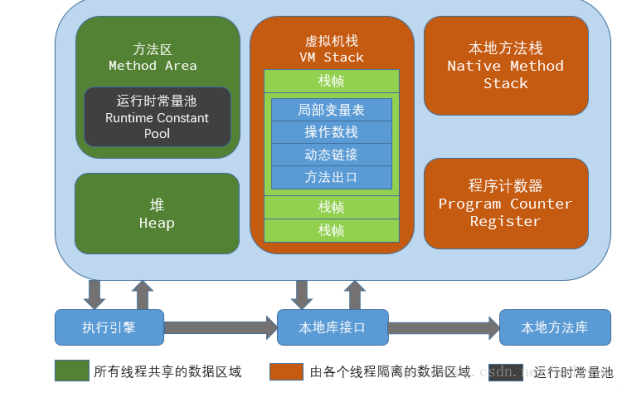 方法区
Method Area
运行时常量池
Runtime Constant
Pool
堆
Heap
虚拟机栈
VM Stack
栈帧
局部变量表
操作数栈
动态链接
方法出口
栈帧
栈帧
本地方法栈
Native Method
Stack
程序计数器
Program Counter
Register
执行引擎
本地库接口
本地方法库
所有线程共享的数据区域
由各个线程隔离的数据区域
运行时常量池